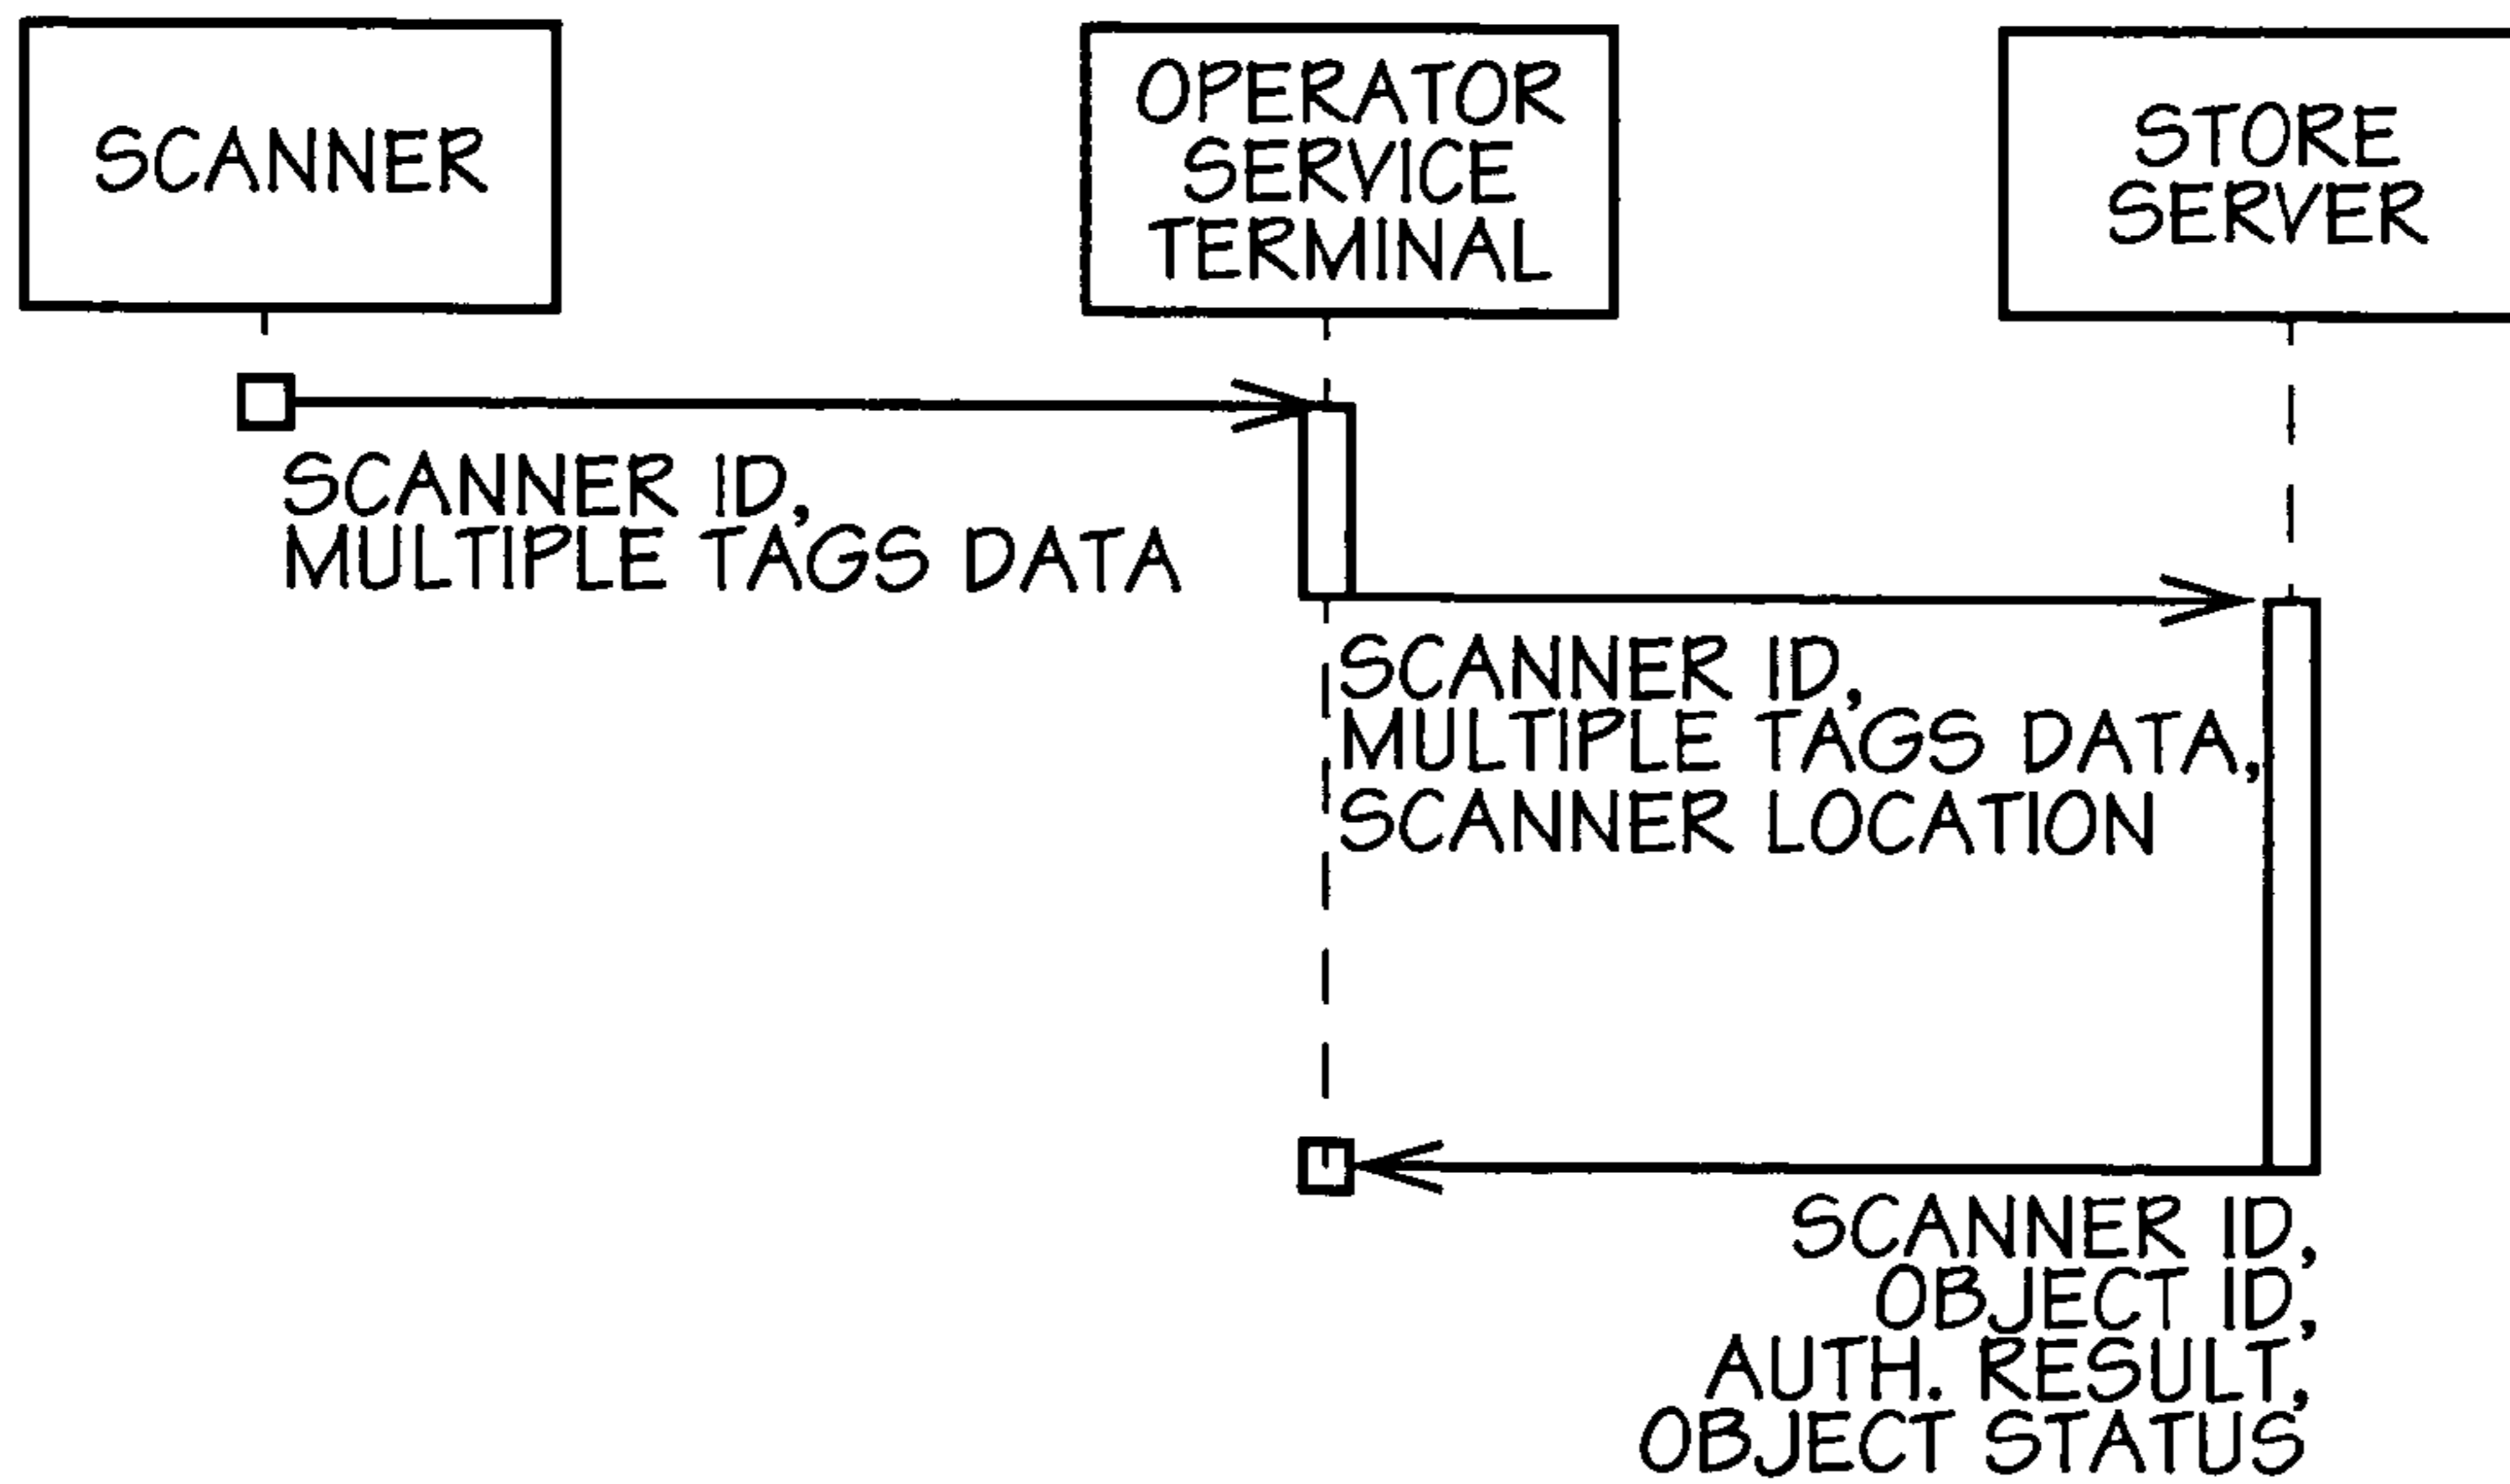 SCANNER
OPERATOR
SERVICE
TERMINAL
STORE
SERVER
SCANNER ID,
MULTIPLE TAGS DATA
SCANNER ID,
MULTIPLE TAGS DATA,
SCANNER LOCATION
SCANNER ID,
OBJECT ID,
AUTH. RESULT,
OBJECT STATUS